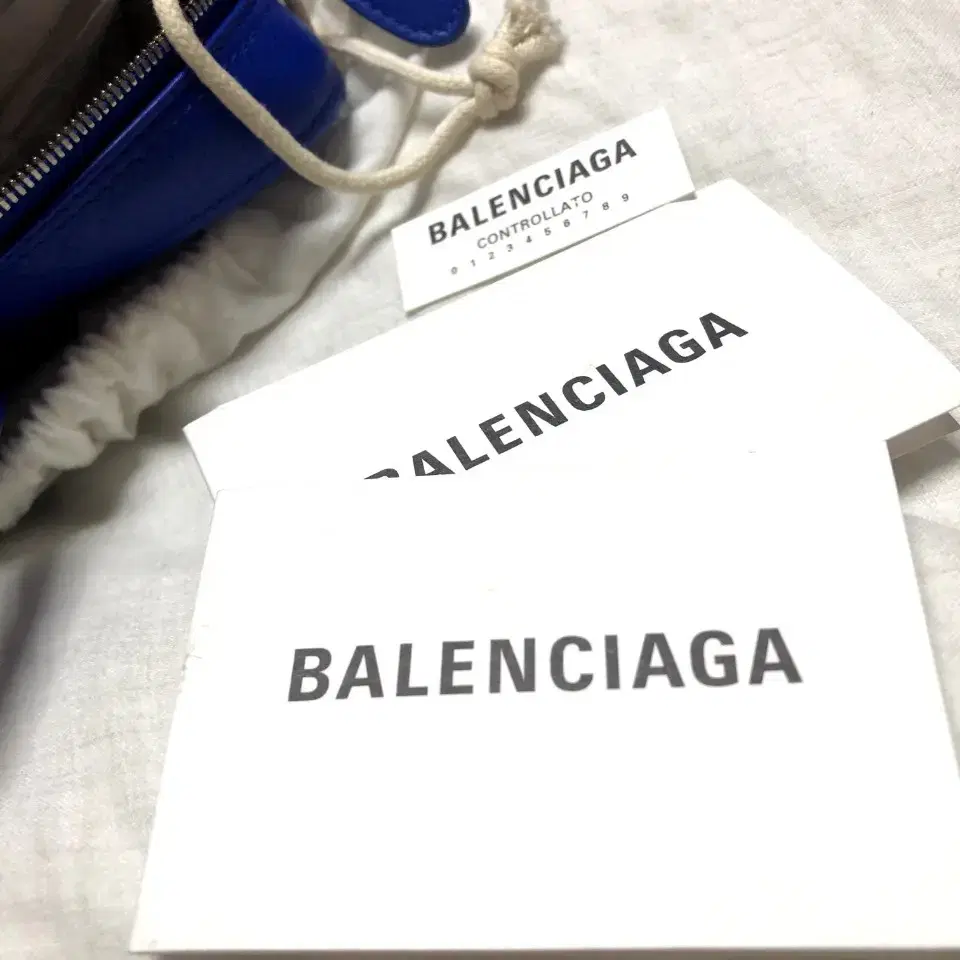 BALENCIAGA
CONTROLLATO
0 1 2 3 4 5 6 7 8 9
BALENCIAGA
BALENCIAGA